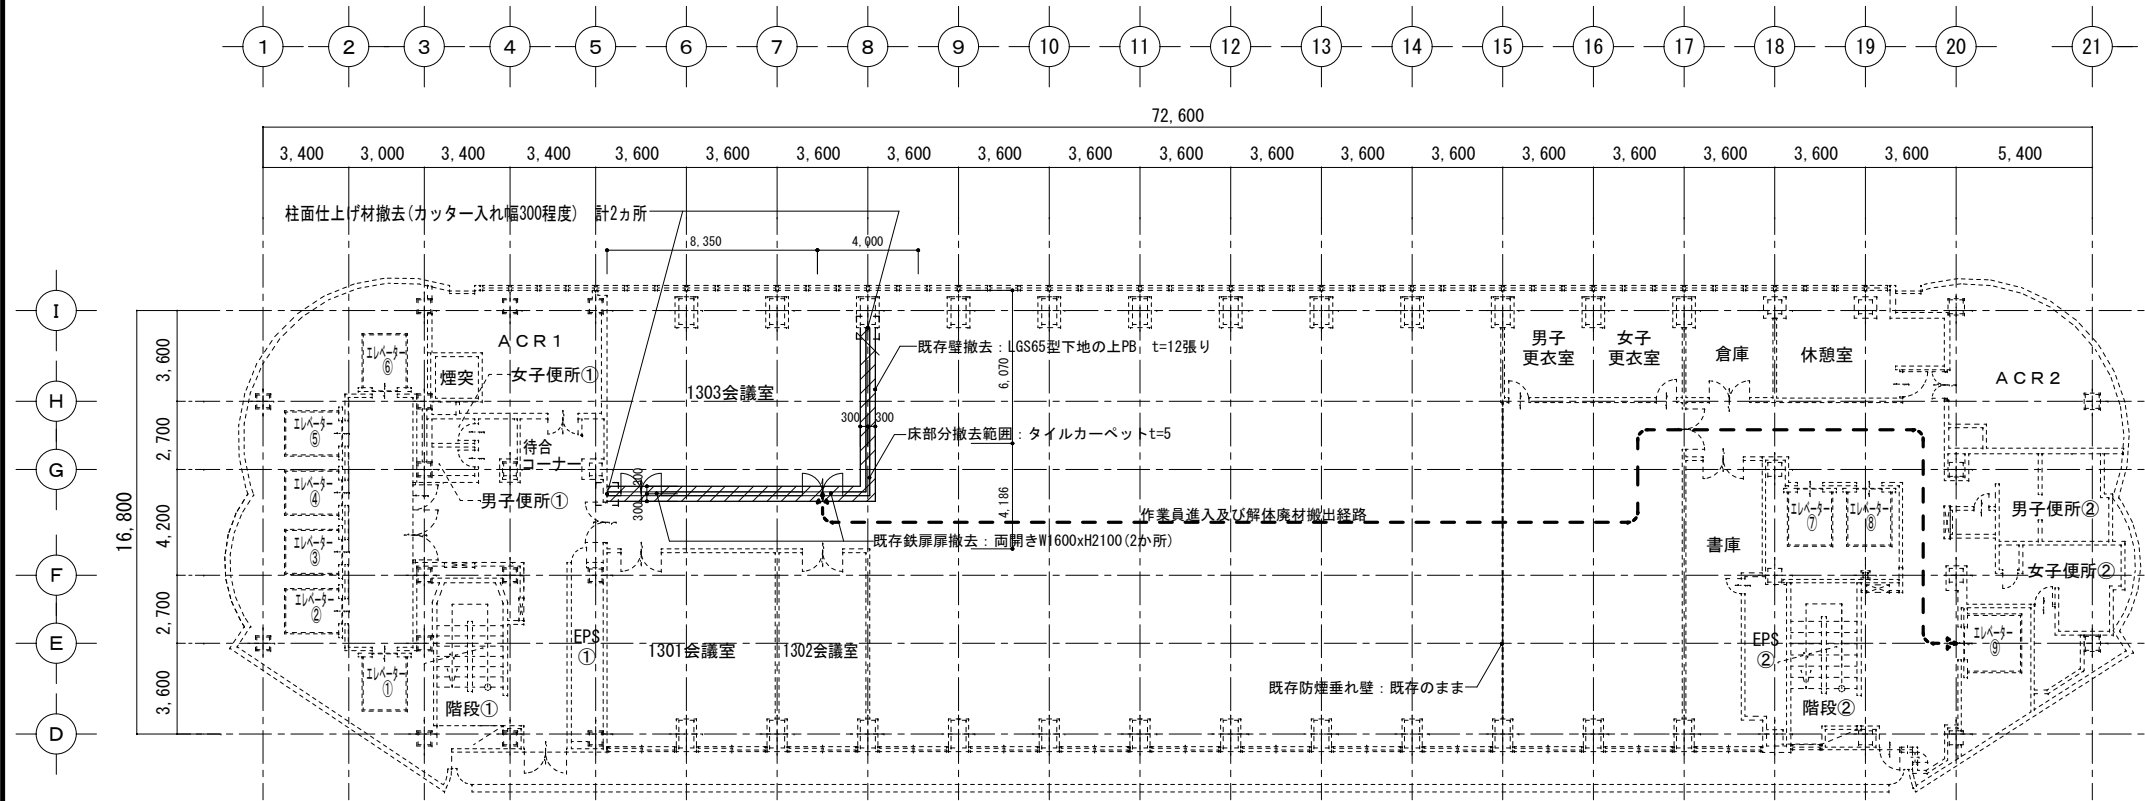 1 2 3 4 5 6 7 8 9 10 11 12 13 14 15 16 17 18 19 20 21
72,600
3,400 3,000 3,400 3,400 3,600 3,600 3,600 3,600 3,600 3,600 3,600 3,600 3,600 3,600 3,600 3,600 3,600 3,600 3,600 5,400
柱面仕上げ材撤去(カッター入れ幅300程度) 計2ヵ所
8,350 4,000
I
H
G
F
E
D
16,800
3,600
2,700
4,200
2,700
3,600
ACR1
煙突
女子便所①
エレベーター
⑥
エレベーター
⑤
エレベーター
④
エレベーター
③
エレベーター
②
エレベーター
①
待合
コーナー
男子便所①
階段①
EPS
①
1303会議室
既存壁撤去：LGS65型下地の上PB t=12張り
6,070
300 300
床部分撤去範囲：タイルカーペットt=5
300
300
4,186
作業員進入及び解体廃材搬出経路
既存鉄扉扉撤去：両開きW1600xH2100(2か所)
1301会議室
1302会議室
既存防煙垂れ壁：既存のまま
男子
更衣室
女子
更衣室
倉庫
休憩室
ACR2
エレベーター
⑦
エレベーター
⑧
書庫
男子便所②
女子便所②
エレベーター
⑨
EPS
②
階段②